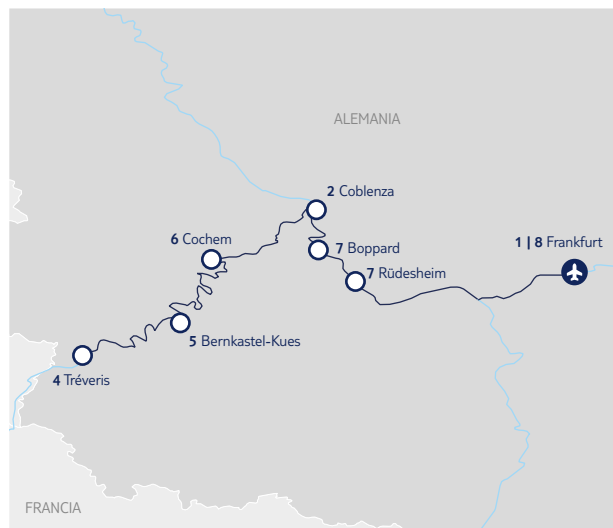 ALEMANIA
2 Coblenza
6 Cochem
7 Boppard
1 | 8 Frankfurt
7 Rüdesheim
5 Bernkastel-Kues
4 Tréveris
FRANCIA